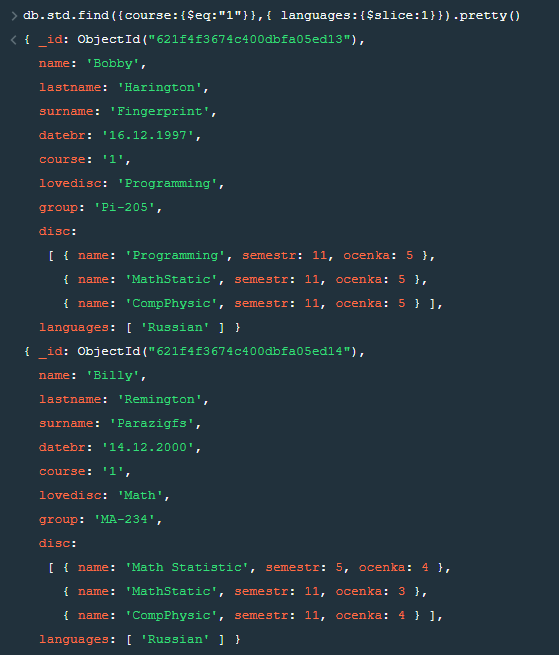 > db.std.find({course:{$eq:"1"}},{ languages:{$slice:1}}).pretty()
< { _id: ObjectId("621f4f3674c400dbfa05ed13"),
name: 'Bobby',
lastname: 'Harington',
surname: 'Fingerprint',
datebr: '16.12.1997',
course: '1',
lovedisc: 'Programming',
group: 'Pi-205',
disc:
[ { name: 'Programming', semestr: 11, ocenka: 5 },
{ name: 'MathStatic', semestr: 11, ocenka: 5 },
{ name: 'CompPhysic', semestr: 11, ocenka: 5 } ],
languages: [ 'Russian' ] }
{ _id: ObjectId("621f4f3674c400dbfa05ed14"),
name: 'Billy',
lastname: 'Remington',
surname: 'Parazigfs',
datebr: '14.12.2000',
course: '1',
lovedisc: 'Math',
group: 'MA-234',
disc:
[ { name: 'Math Statistic', semestr: 5, ocenka: 4 },
{ name: 'MathStatic', semestr: 11, ocenka: 3 },
{ name: 'CompPhysic', semestr: 11, ocenka: 4 } ],
languages: [ 'Russian' ] }